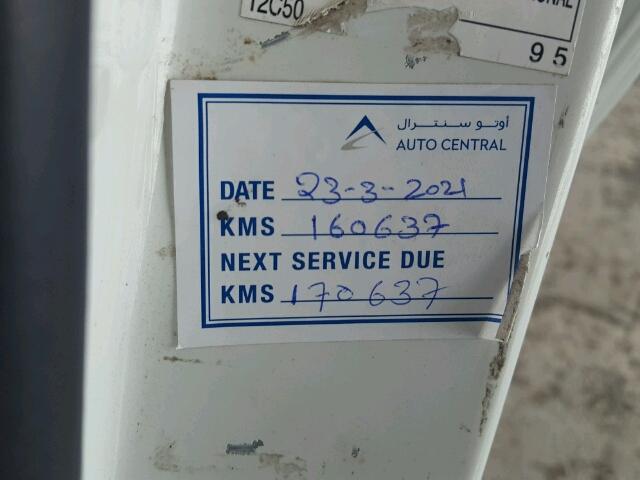 12C50
95
أوتو سنترال
AUTO CENTRAL
DATE 23-3-2021
KMS 160637
NEXT SERVICE DUE
KMS 170637